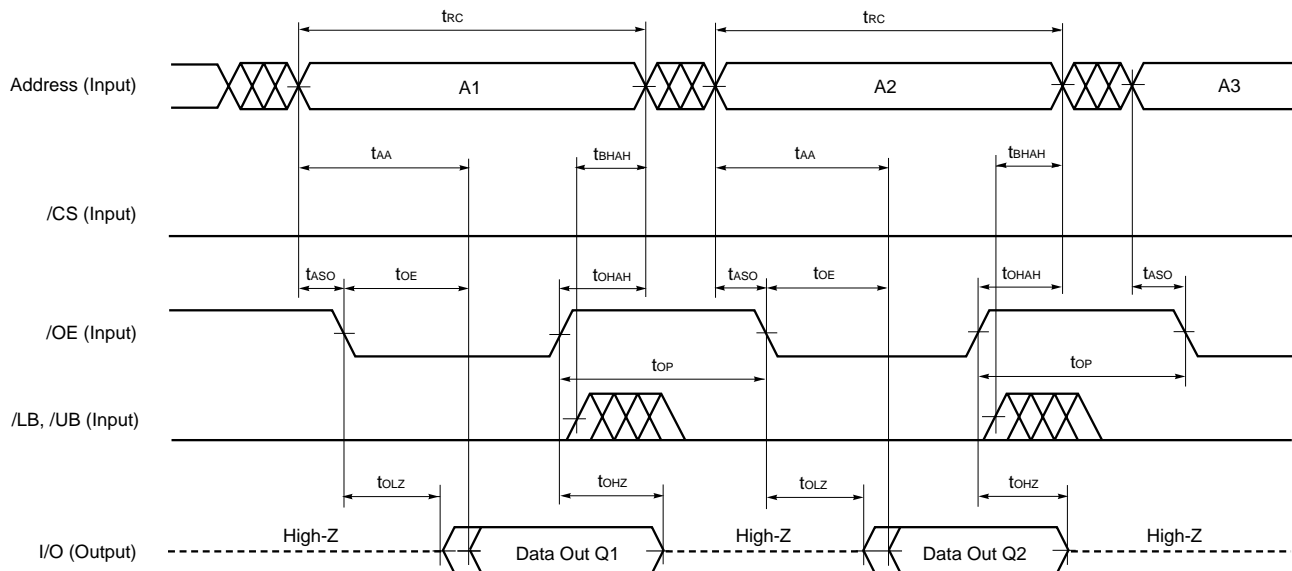 tRC tRC
Address (Input) A1 A2 A3
tAA tBHAH tAA tBHAH
/CS (Input)
tASO tOE tOHAH tASO tOE tOHAH tASO
/OE (Input)
tOP tOP
/LB, /UB (Input)
tOLZ tOHZ tOLZ tOHZ
I/O (Output) High-Z Data Out Q1 High-Z Data Out Q2 High-Z